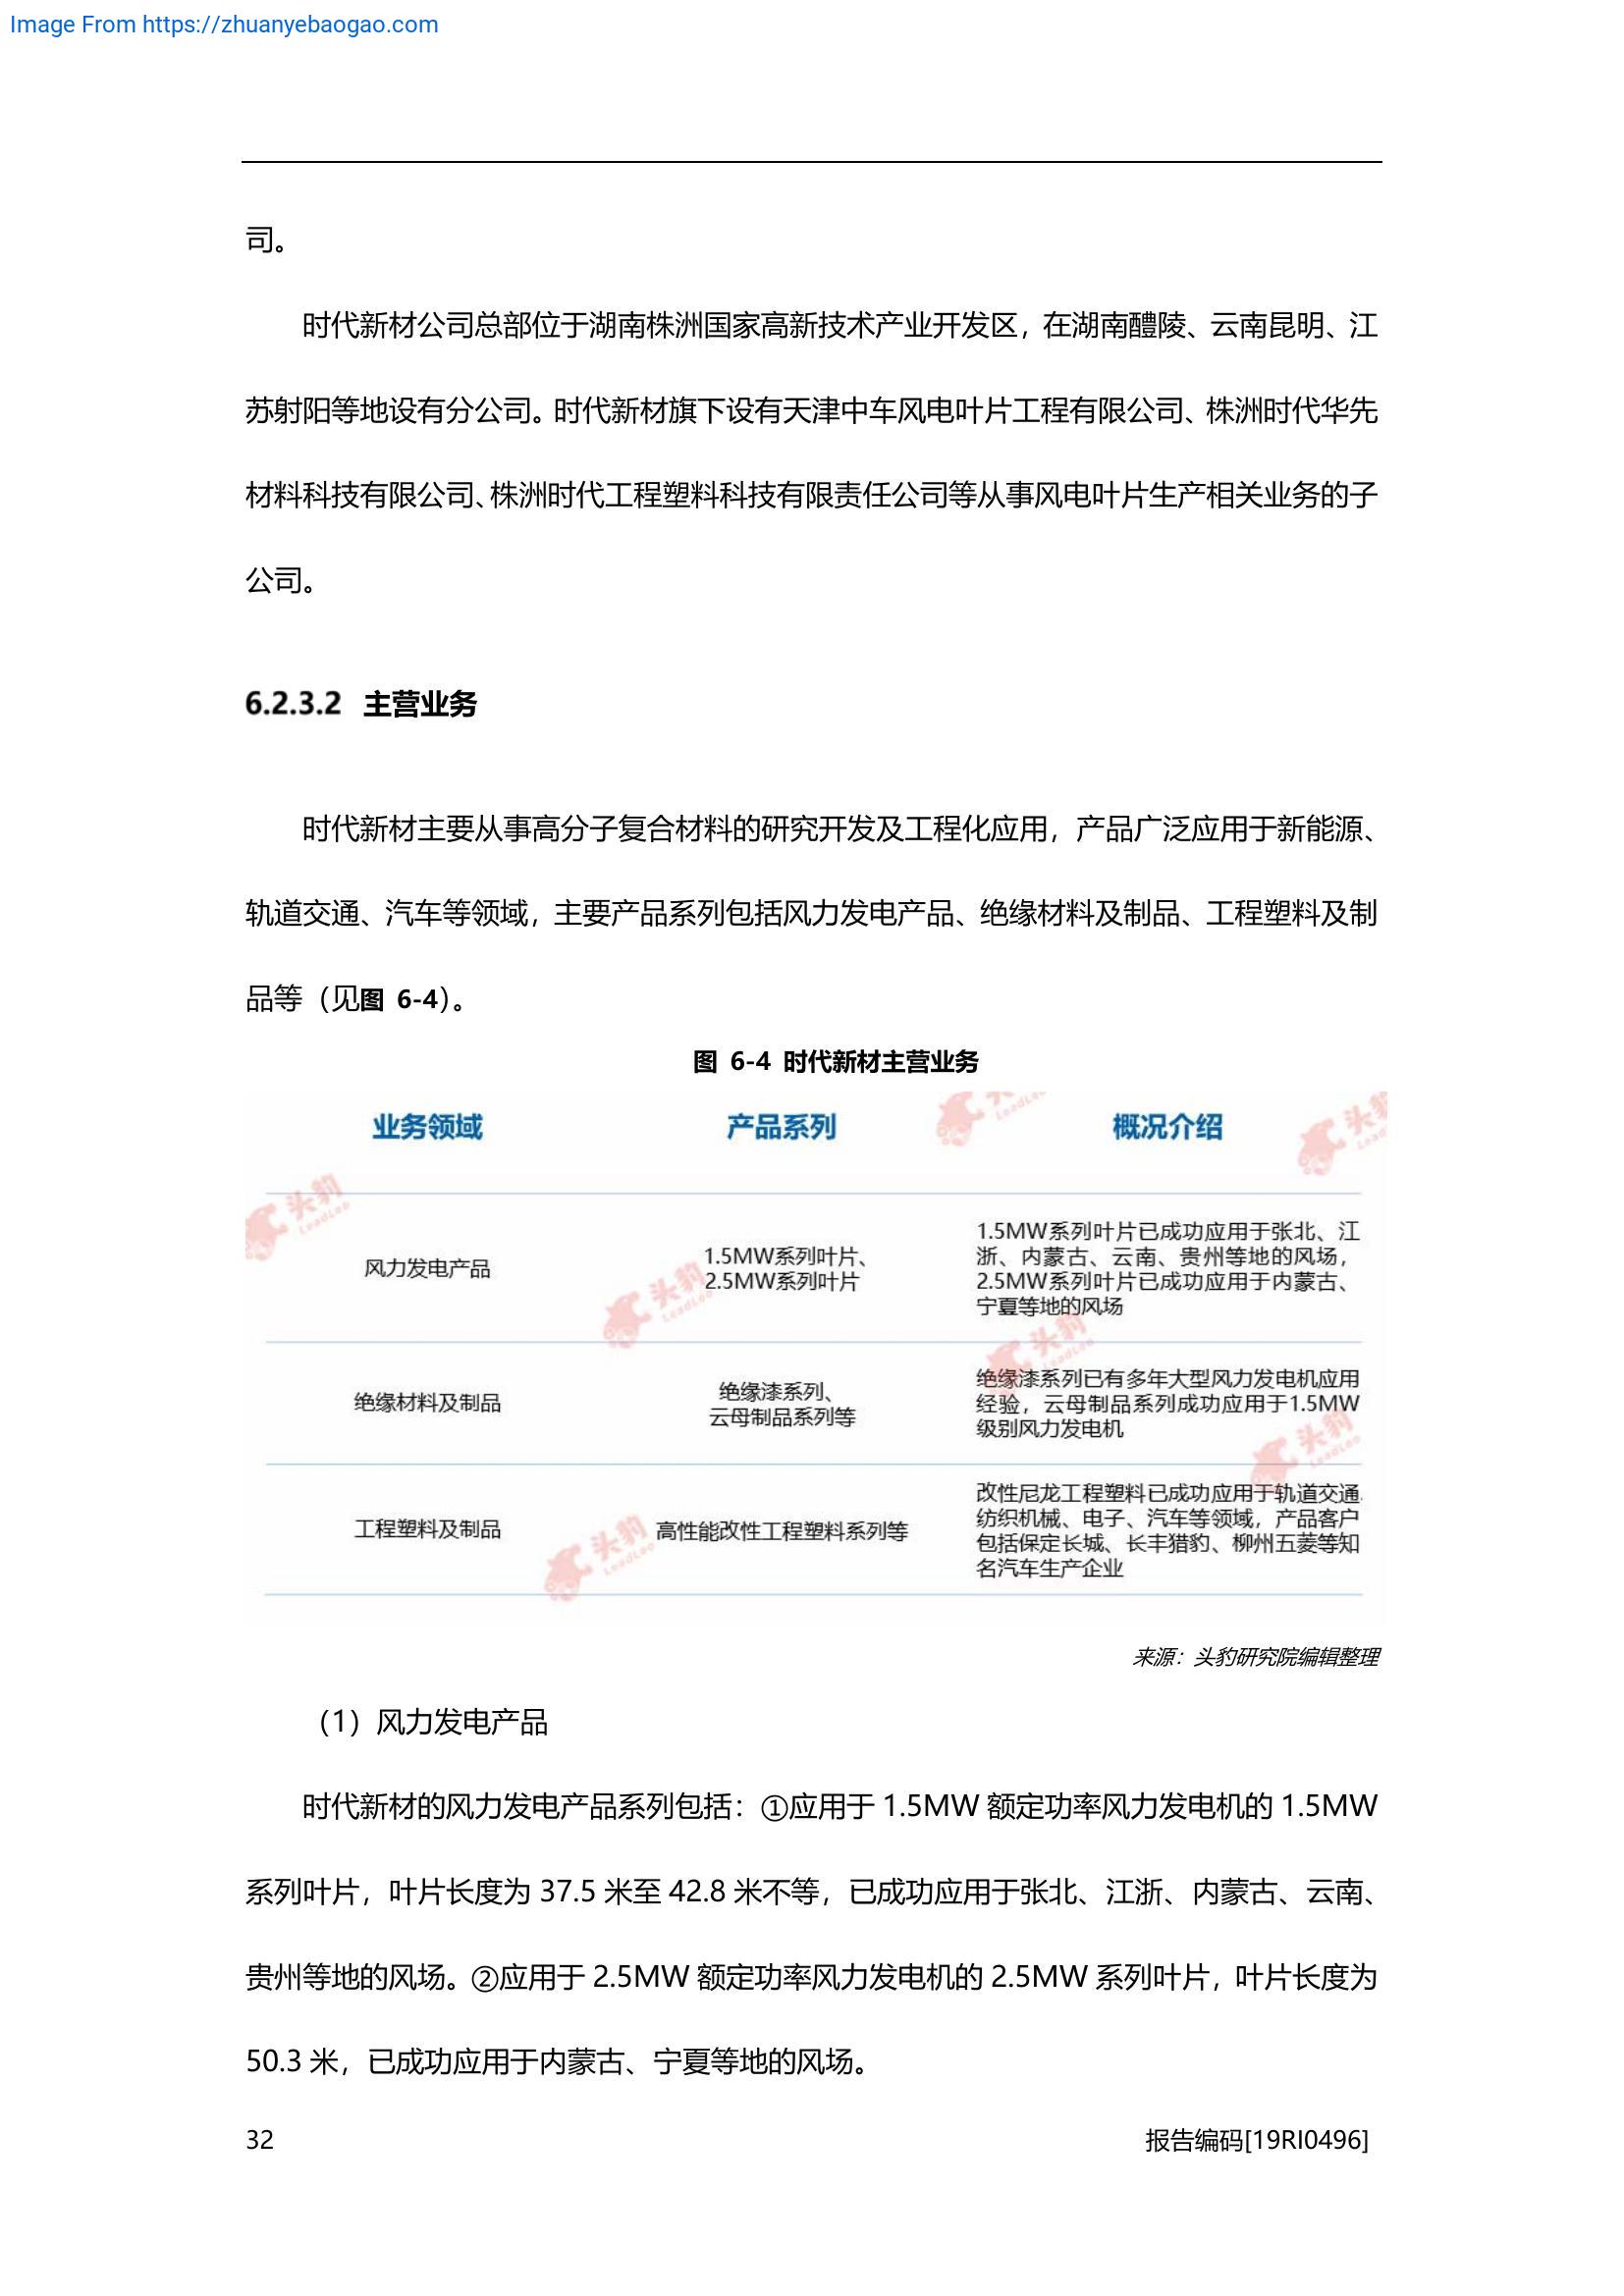 Image From https://zhuanyebaogao.com
司。
时代新材公司总部位于湖南株洲国家高新技术产业开发区，在湖南醴陵、云南昆明、江
苏射阳等地设有分公司。时代新材旗下设有天津中车风电叶片工程有限公司、株洲时代华先
材料科技有限公司、株洲时代工程塑料科技有限责任公司等从事风电叶片生产相关业务的子
公司。
6.2.3.2 主营业务
时代新材主要从事高分子复合材料的研究开发及工程化应用，产品广泛应用于新能源、
轨道交通、汽车等领域，主要产品系列包括风力发电产品、绝缘材料及制品、工程塑料及制
品等（见图 6-4）。
图 6-4 时代新材主营业务
业务领域 产品系列 概况介绍
风力发电产品
1.5MW系列叶片、
2.5MW系列叶片
1.5MW系列叶片已成功应用于张北、江
浙、内蒙古、云南、贵州等地的风场，
2.5MW系列叶片已成功应用于内蒙古、
宁夏等地的风场
绝缘材料及制品
绝缘漆系列、
云母制品系列等
绝缘漆系列已有多年大型风力发电机应用
经验，云母制品系列成功应用于1.5MW
级别风力发电机
工程塑料及制品
高性能改性工程塑料系列等
改性尼龙工程塑料已成功应用于轨道交通、
纺织机械、电子、汽车等领域，产品客户
包括保定长城、长丰猎豹、柳州五菱等知
名汽车生产企业
头豹
LeadLeo
来源：头豹研究院编辑整理
（1）风力发电产品
时代新材的风力发电产品系列包括：①应用于 1.5MW 额定功率风力发电机的 1.5MW
系列叶片，叶片长度为 37.5 米至 42.8 米不等，已成功应用于张北、江浙、内蒙古、云南、
贵州等地的风场。②应用于 2.5MW 额定功率风力发电机的 2.5MW 系列叶片，叶片长度为
50.3 米，已成功应用于内蒙古、宁夏等地的风场。
32 报告编码[19RI0496]